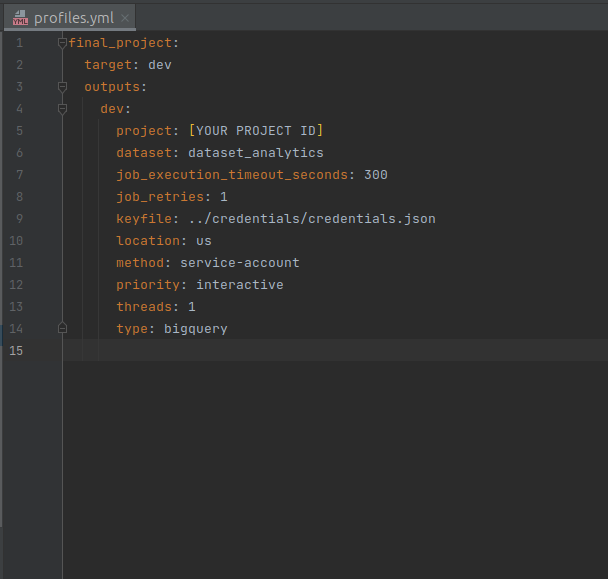 profiles.yml
1 final_project:
2   target: dev
3   outputs:
4     dev:
5       project: [YOUR PROJECT ID]
6       dataset: dataset_analytics
7       job_execution_timeout_seconds: 300
8       job_retries: 1
9       keyfile: ../credentials/credentials.json
10       location: us
11       method: service-account
12       priority: interactive
13       threads: 1
14       type: bigquery
15